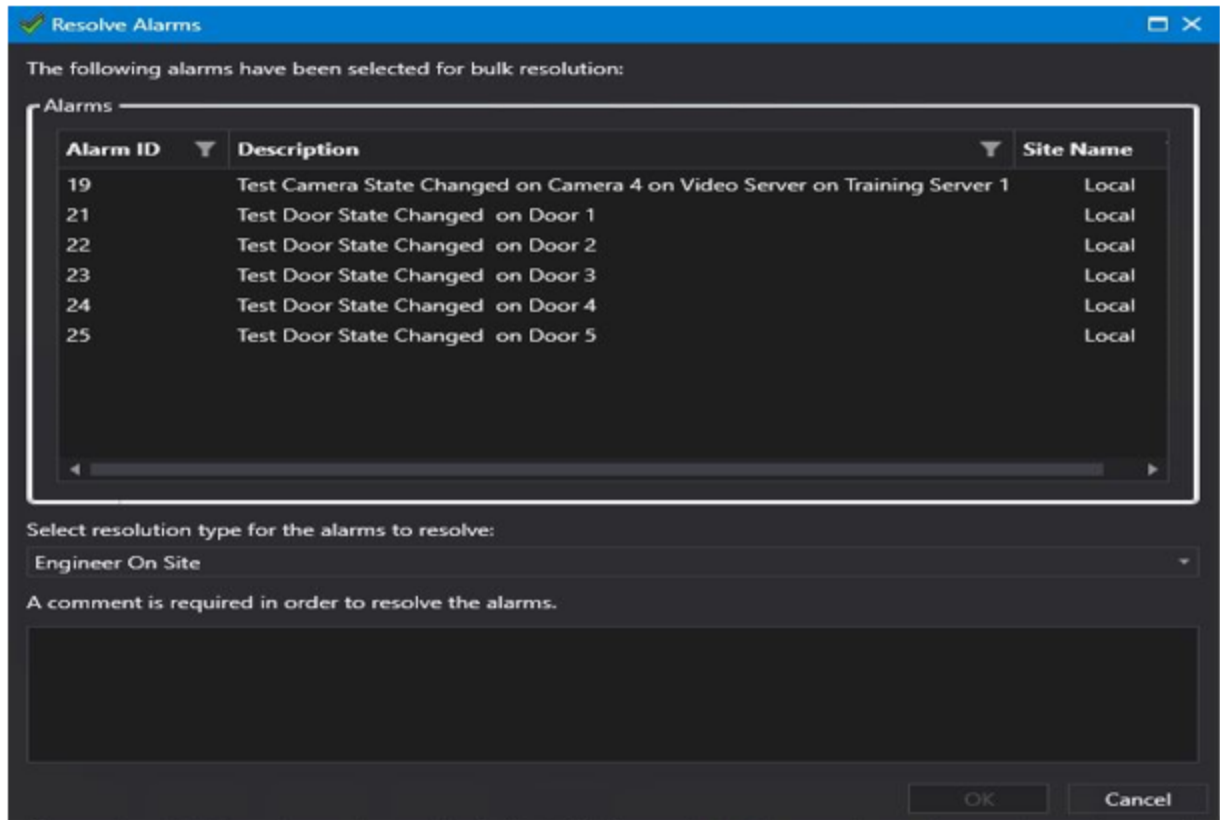 Resolve Alarms
The following alarms have been selected for bulk resolution:
Alarms
Alarm ID Description Site Name
19 Test Camera State Changed on Camera 4 on Video Server on Training Server 1 Local
21 Test Door State Changed on Door 1 Local
22 Test Door State Changed on Door 2 Local
23 Test Door State Changed on Door 3 Local
24 Test Door State Changed on Door 4 Local
25 Test Door State Changed on Door 5 Local
Select resolution type for the alarms to resolve:
Engineer On Site
A comment is required in order to resolve the alarms.
OK Cancel